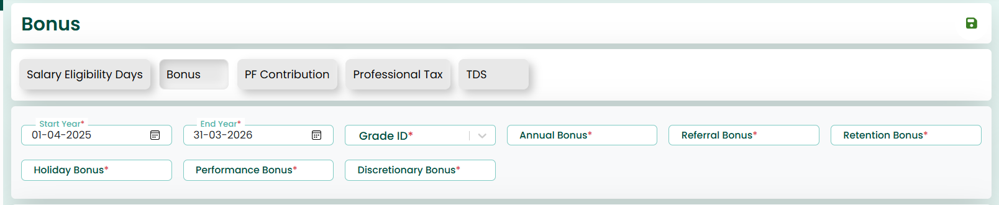 Bonus
Salary Eligibility Days Bonus PF Contribution Professional Tax TDS
Start Year* End Year*
01-04-2025 31-03-2026 Grade ID* Annual Bonus* Referral Bonus* Retention Bonus*
Holiday Bonus* Performance Bonus* Discretionary Bonus*